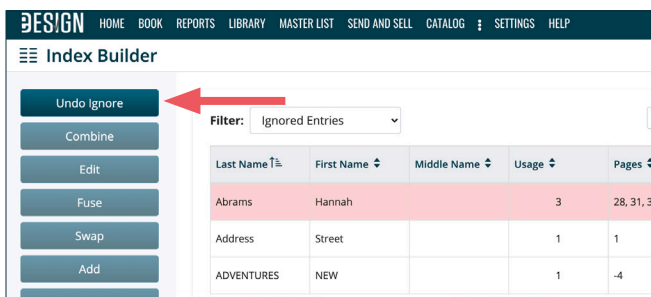 DESIGN HOME BOOK REPORTS LIBRARY MASTER LIST SEND AND SELL CATALOG SETTINGS HELP
Index Builder
Undo Ignore
Combine
Edit
Fuse
Swap
Add
Filter: Ignored Entries
Last Name First Name Middle Name Usage Pages
Abrams Hannah 3 28, 31, 3
Address Street 1 1
ADVENTURES NEW 1 -4